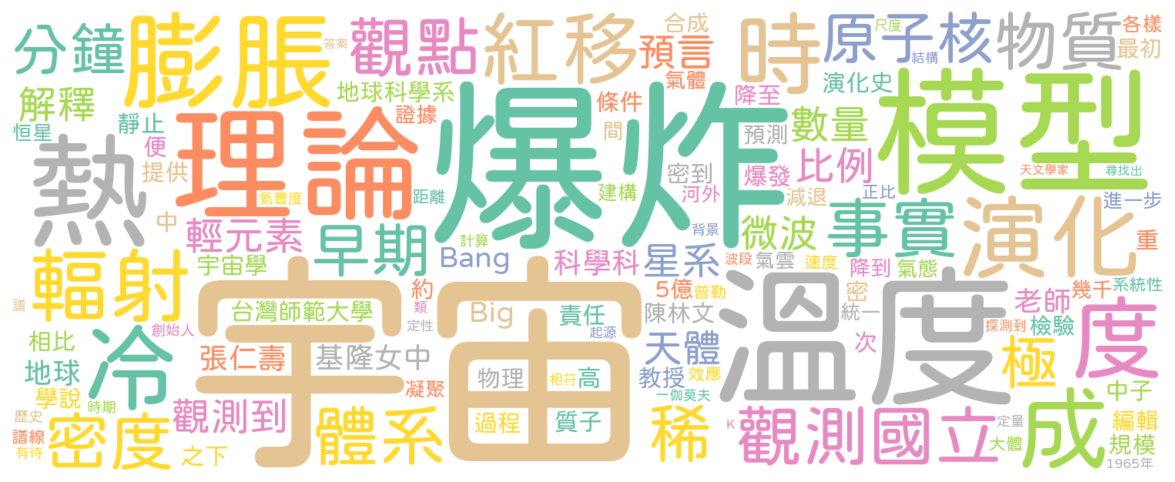 分鐘
膨脹
答案
觀點
紅移
合成
預言
氣體
時
原子核
尺度
結構
物質
各樣
最初
解釋
恒星
靜止
便
提供
地球科學系
證據
條件
間
降至
預測
演化史
數量
模型
天文學家
尋找出
熱
理論
爆炸
密到
建構
河外
爆發
比例
減退
正比
進一步
氦豐度
距離
中
輕元素
早期
計算
Bang
科學科
星系
背景
微波
事實
演化
重
輻射
宇宙學
波段
氣雲
速度
降到
氣態
譜
台灣師範大學
約
類
定性
宇宙
Big
5億
普勒
責任
起源
陳林文
溫度
密
統一
老師
幾千
系統性
探測到
檢驗
度
創始人
相比
冷
張仁壽
基隆女中
天體
次
極
地球
學說
時期
凝聚
物理
相符
高
教授
效應
一伽莫夫
中子
歷史
譜線
有待
密度
觀測到
之下
體系
過程
質子
稀
K
觀測
國立
定量
大體
成
編輯
規模
1965年